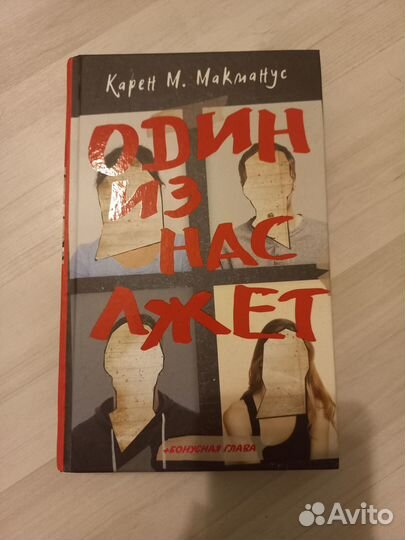 Карен М. Макманус
ОДИН
ИЗ
НАС
ЛЖЕТ
+БОНУСНАЯ ГЛАВА
Avito